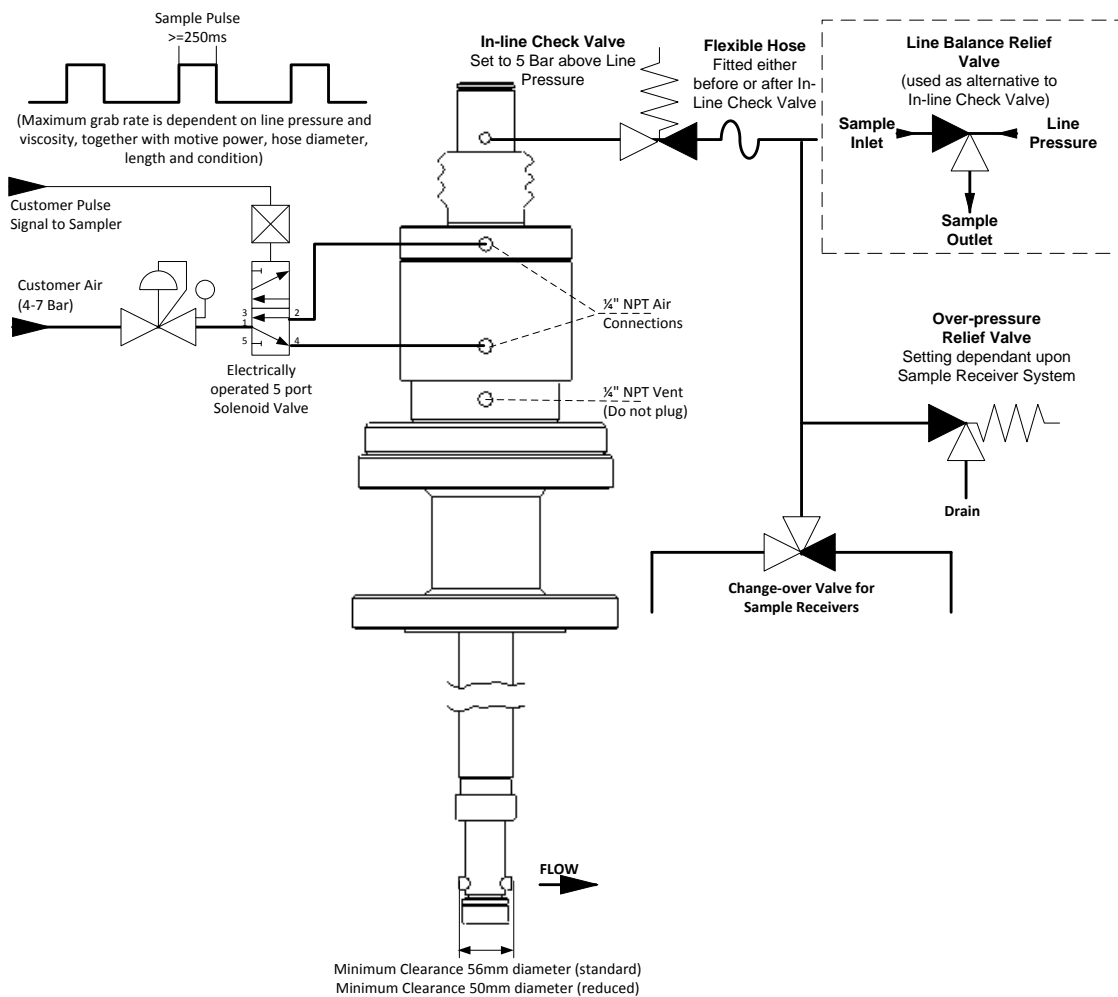 Sample Pulse
>=250ms
(Maximum grab rate is dependent on line pressure and
viscosity, together with motive power, hose diameter,
length and condition)
Customer Pulse
Signal to Sampler
Customer Air
(4-7 Bar)
3
1
5
2
4
Electrically
operated 5 port
Solenoid Valve
In-line Check Valve
Set to 5 Bar above Line
Pressure
Flexible Hose
Fitted either
before or after In-
Line Check Valve
Line Balance Relief
Valve
(used as alternative to
In-line Check Valve)
Sample
Inlet
Line
Pressure
Sample
Outlet
¼" NPT Air
Connections
¼" NPT Vent
(Do not plug)
Over-pressure
Relief Valve
Setting dependant upon
Sample Receiver System
Drain
Change-over Valve for
Sample Receivers
FLOW
Minimum Clearance 56mm diameter (standard)
Minimum Clearance 50mm diameter (reduced)